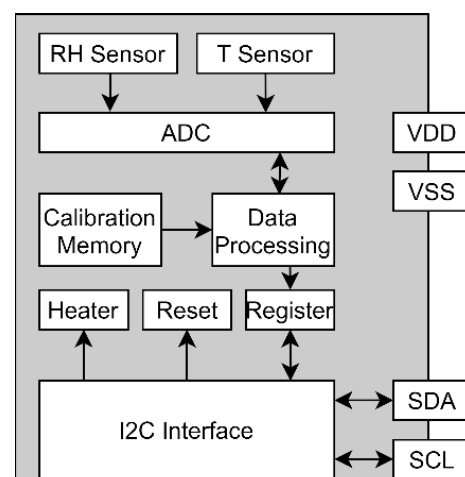 RH Sensor
T Sensor
ADC
VDD
VSS
Calibration
Memory
Data
Processing
Heater
Reset
Register
I2C Interface
SDA
SCL